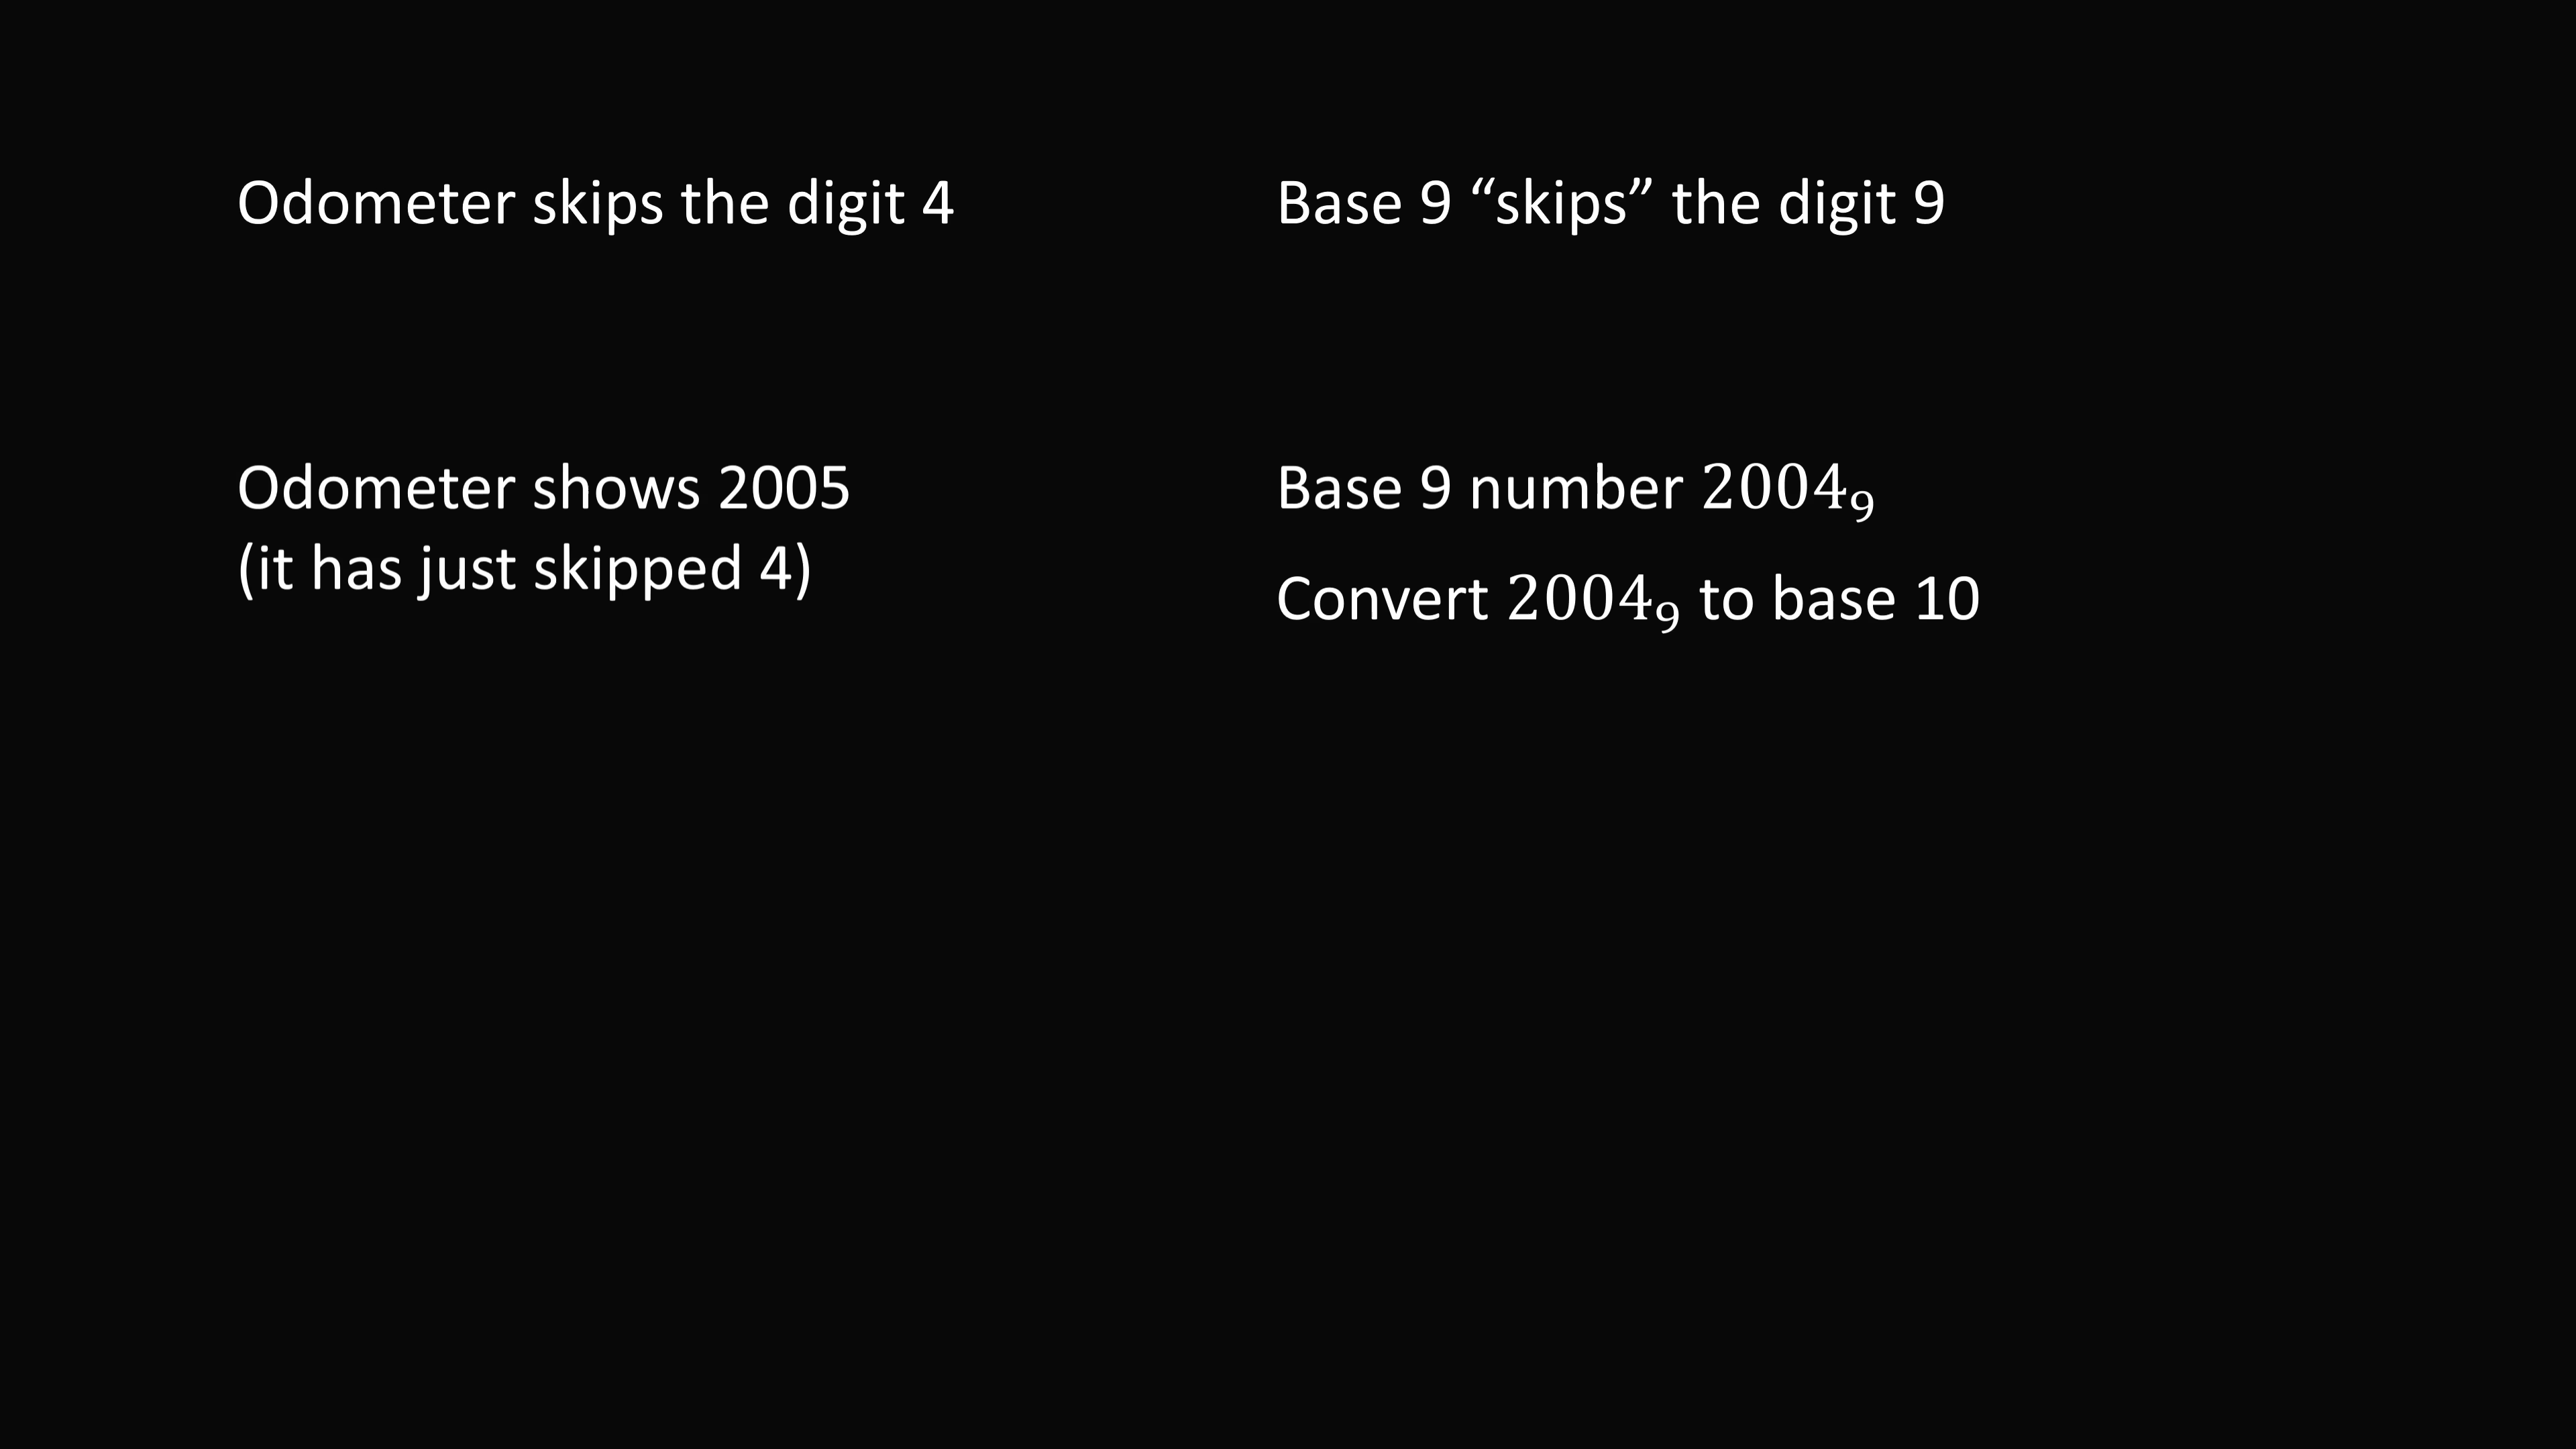 Odometer skips the digit 4
Base 9 “skips” the digit 9
Odometer shows 2005
(it has just skipped 4)
Base 9 number 2004₉
Convert 2004₉ to base 10